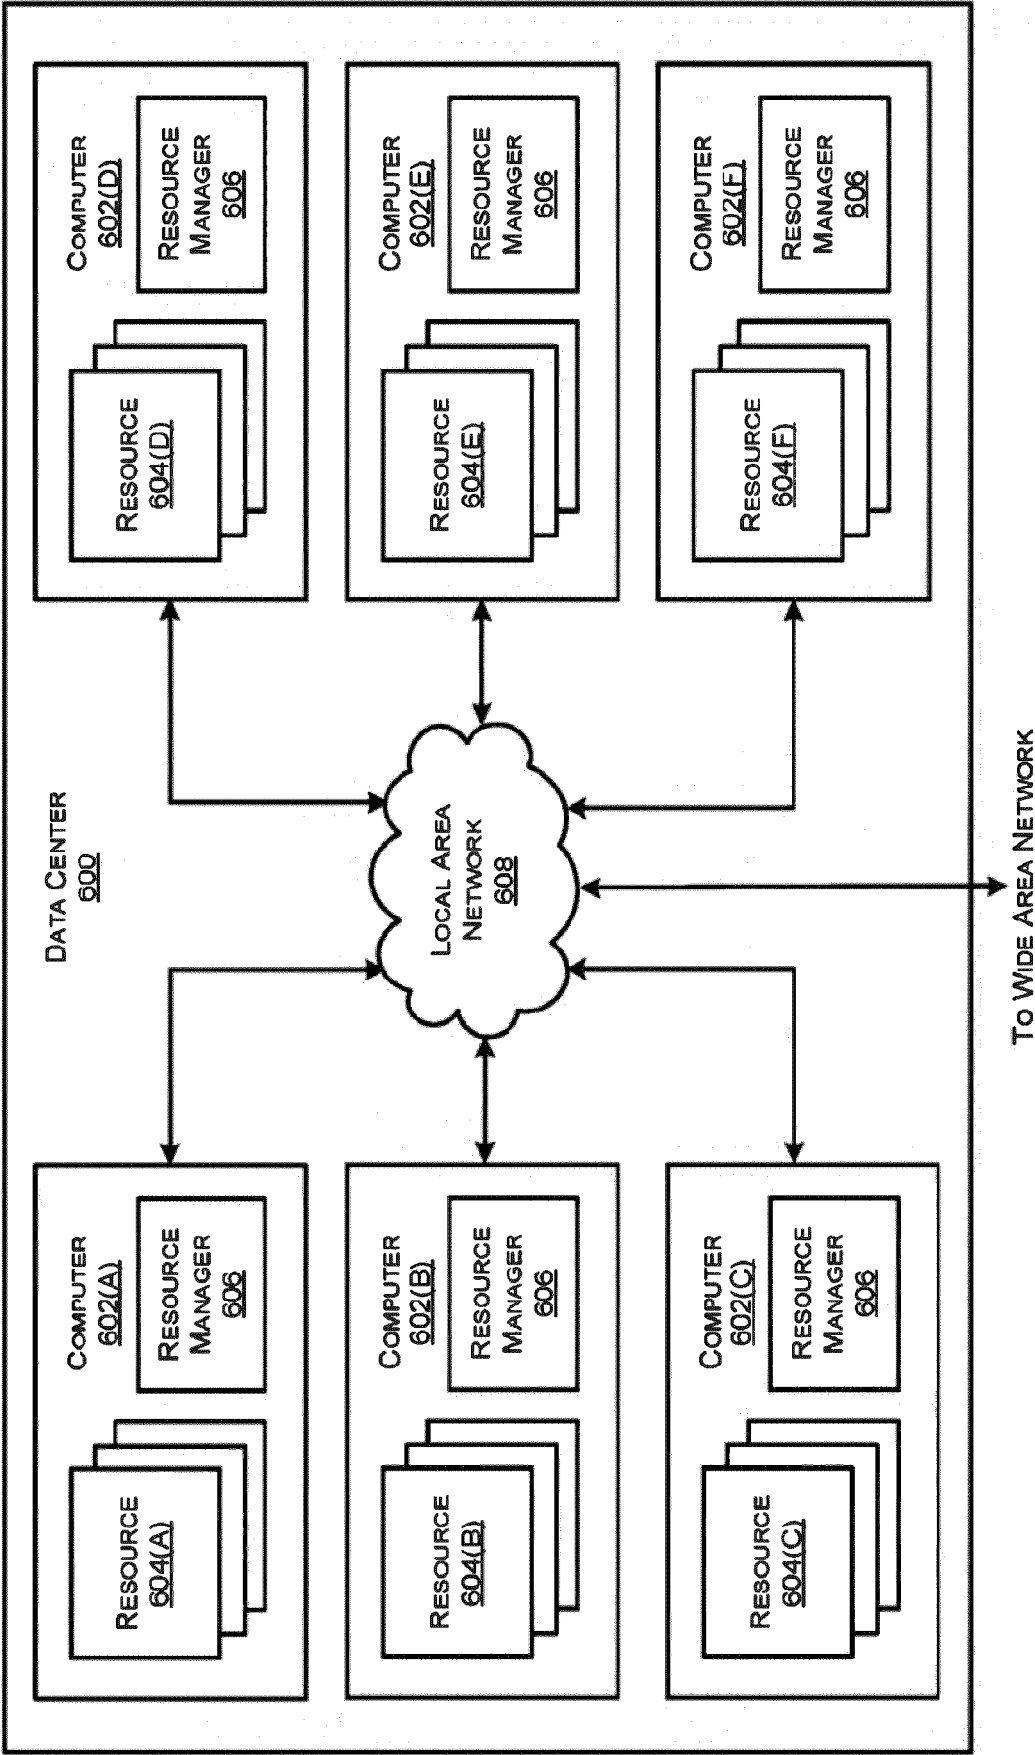 DATA CENTER
600
COMPUTER
602(A)
RESOURCE
604(A)
RESOURCE
MANAGER
606
COMPUTER
602(B)
RESOURCE
604(B)
RESOURCE
MANAGER
606
COMPUTER
602(C)
RESOURCE
604(C)
RESOURCE
MANAGER
606
LOCAL AREA
NETWORK
608
COMPUTER
602(D)
RESOURCE
604(D)
RESOURCE
MANAGER
606
COMPUTER
602(E)
RESOURCE
604(E)
RESOURCE
MANAGER
606
COMPUTER
602(F)
RESOURCE
604(F)
RESOURCE
MANAGER
606
TO WIDE AREA NETWORK